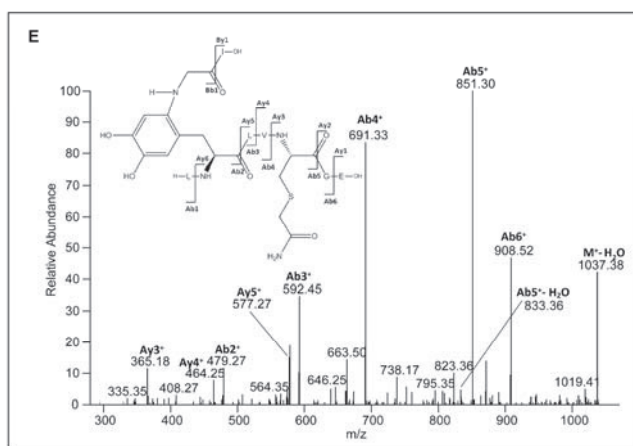 E
By1
I-OH
Bb1
O
H-N
HO
HO
Ay6
H-L-NH
Ab1
Ay5
Ab2
O
Ay4
L
Ab3
V
Ay3
NH
Ab4
Ay2
O
Ab5
Ay1
G
E-OH
Ab6
S
O
H₂N
Relative Abundance
100
90
80
70
60
50
40
30
20
10
0
Ab5⁺
851.30
Ab4⁺
691.33
Ab6⁺
908.52
M⁺- H₂O
1037.38
Ab5⁺- H₂O
833.36
Ab3⁺
592.45
Ay5⁺
577.27
Ay3⁺
365.18
Ay4⁺
464.25
Ab2⁺
479.27
335.35
408.27
564.35
646.25
663.50
738.17
795.35
823.36
1019.41
300 400 500 600 700 800 900 1000
m/z